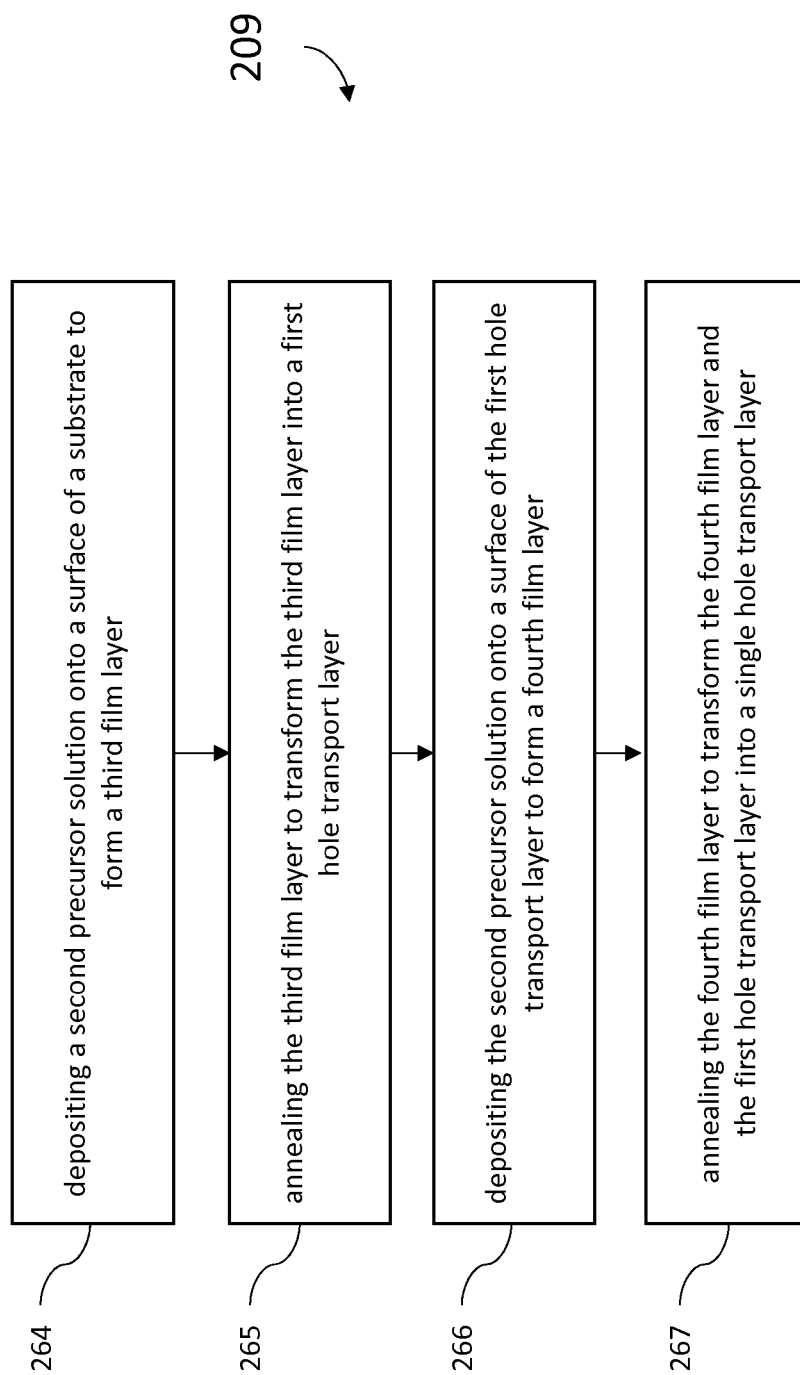 209
264
depositing a second precursor solution onto a surface of a substrate to
form a third film layer
265
annealing the third film layer to transform the third film layer into a first
hole transport layer
266
depositing the second precursor solution onto a surface of the first hole
transport layer to form a fourth film layer
267
annealing the fourth film layer to transform the fourth film layer and
the first hole transport layer into a single hole transport layer